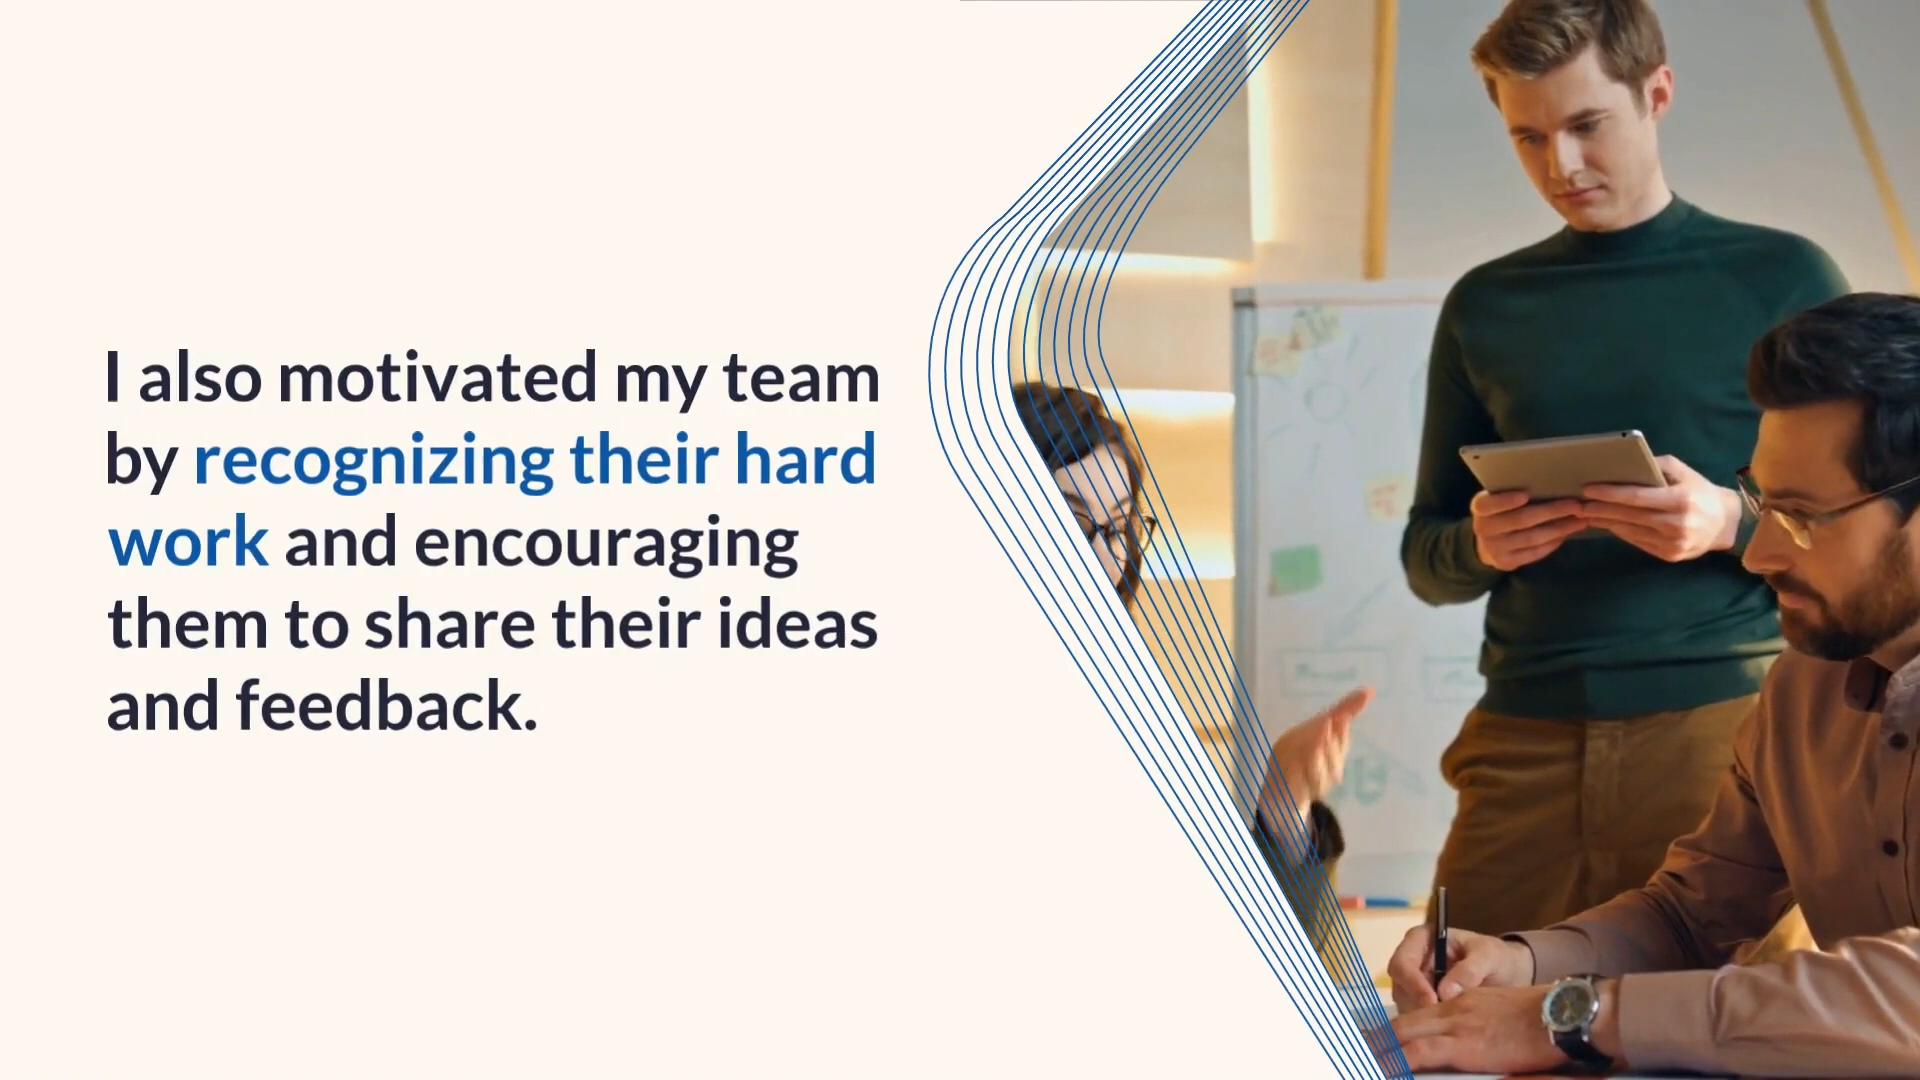 I also motivated my team
by recognizing their hard
work and encouraging
them to share their ideas
and feedback.